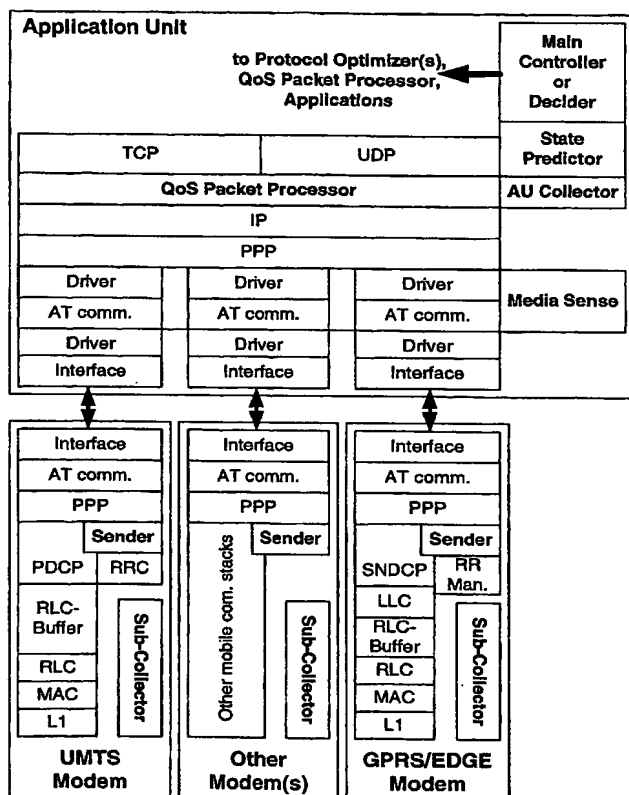 Application Unit
to Protocol Optimizer(s),
QoS Packet Processor,
Applications
Main
Controller
or
Decider
State
Predictor
TCP
UDP
QoS Packet Processor
AU Collector
IP
PPP
Driver
Driver
Driver
Media Sense
AT comm.
AT comm.
AT comm.
Driver
Driver
Driver
Interface
Interface
Interface
Interface
AT comm.
PPP
Sender
PDCP
RRC
RLC-
Buffer
RLC
MAC
L1
Sub-Collector
UMTS
Modem
Interface
AT comm.
PPP
Sender
Other mobile com. stacks
Sub-Collector
Other
Modem(s)
Interface
AT comm.
PPP
Sender
SNDCP
RR
Man.
LLC
RLC-
Buffer
RLC
MAC
L1
Sub-Collector
GPRS/EDGE
Modem